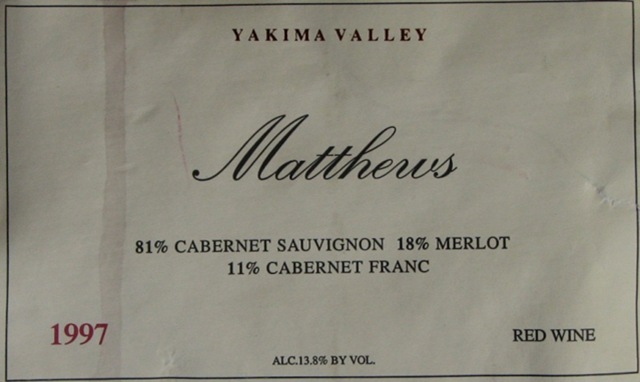 YAKIMA VALLEY
Matthews
81% CABERNET SAUVIGNON 18% MERLOT
11% CABERNET FRANC
1997
RED WINE
ALC.13.8% BY VOL.